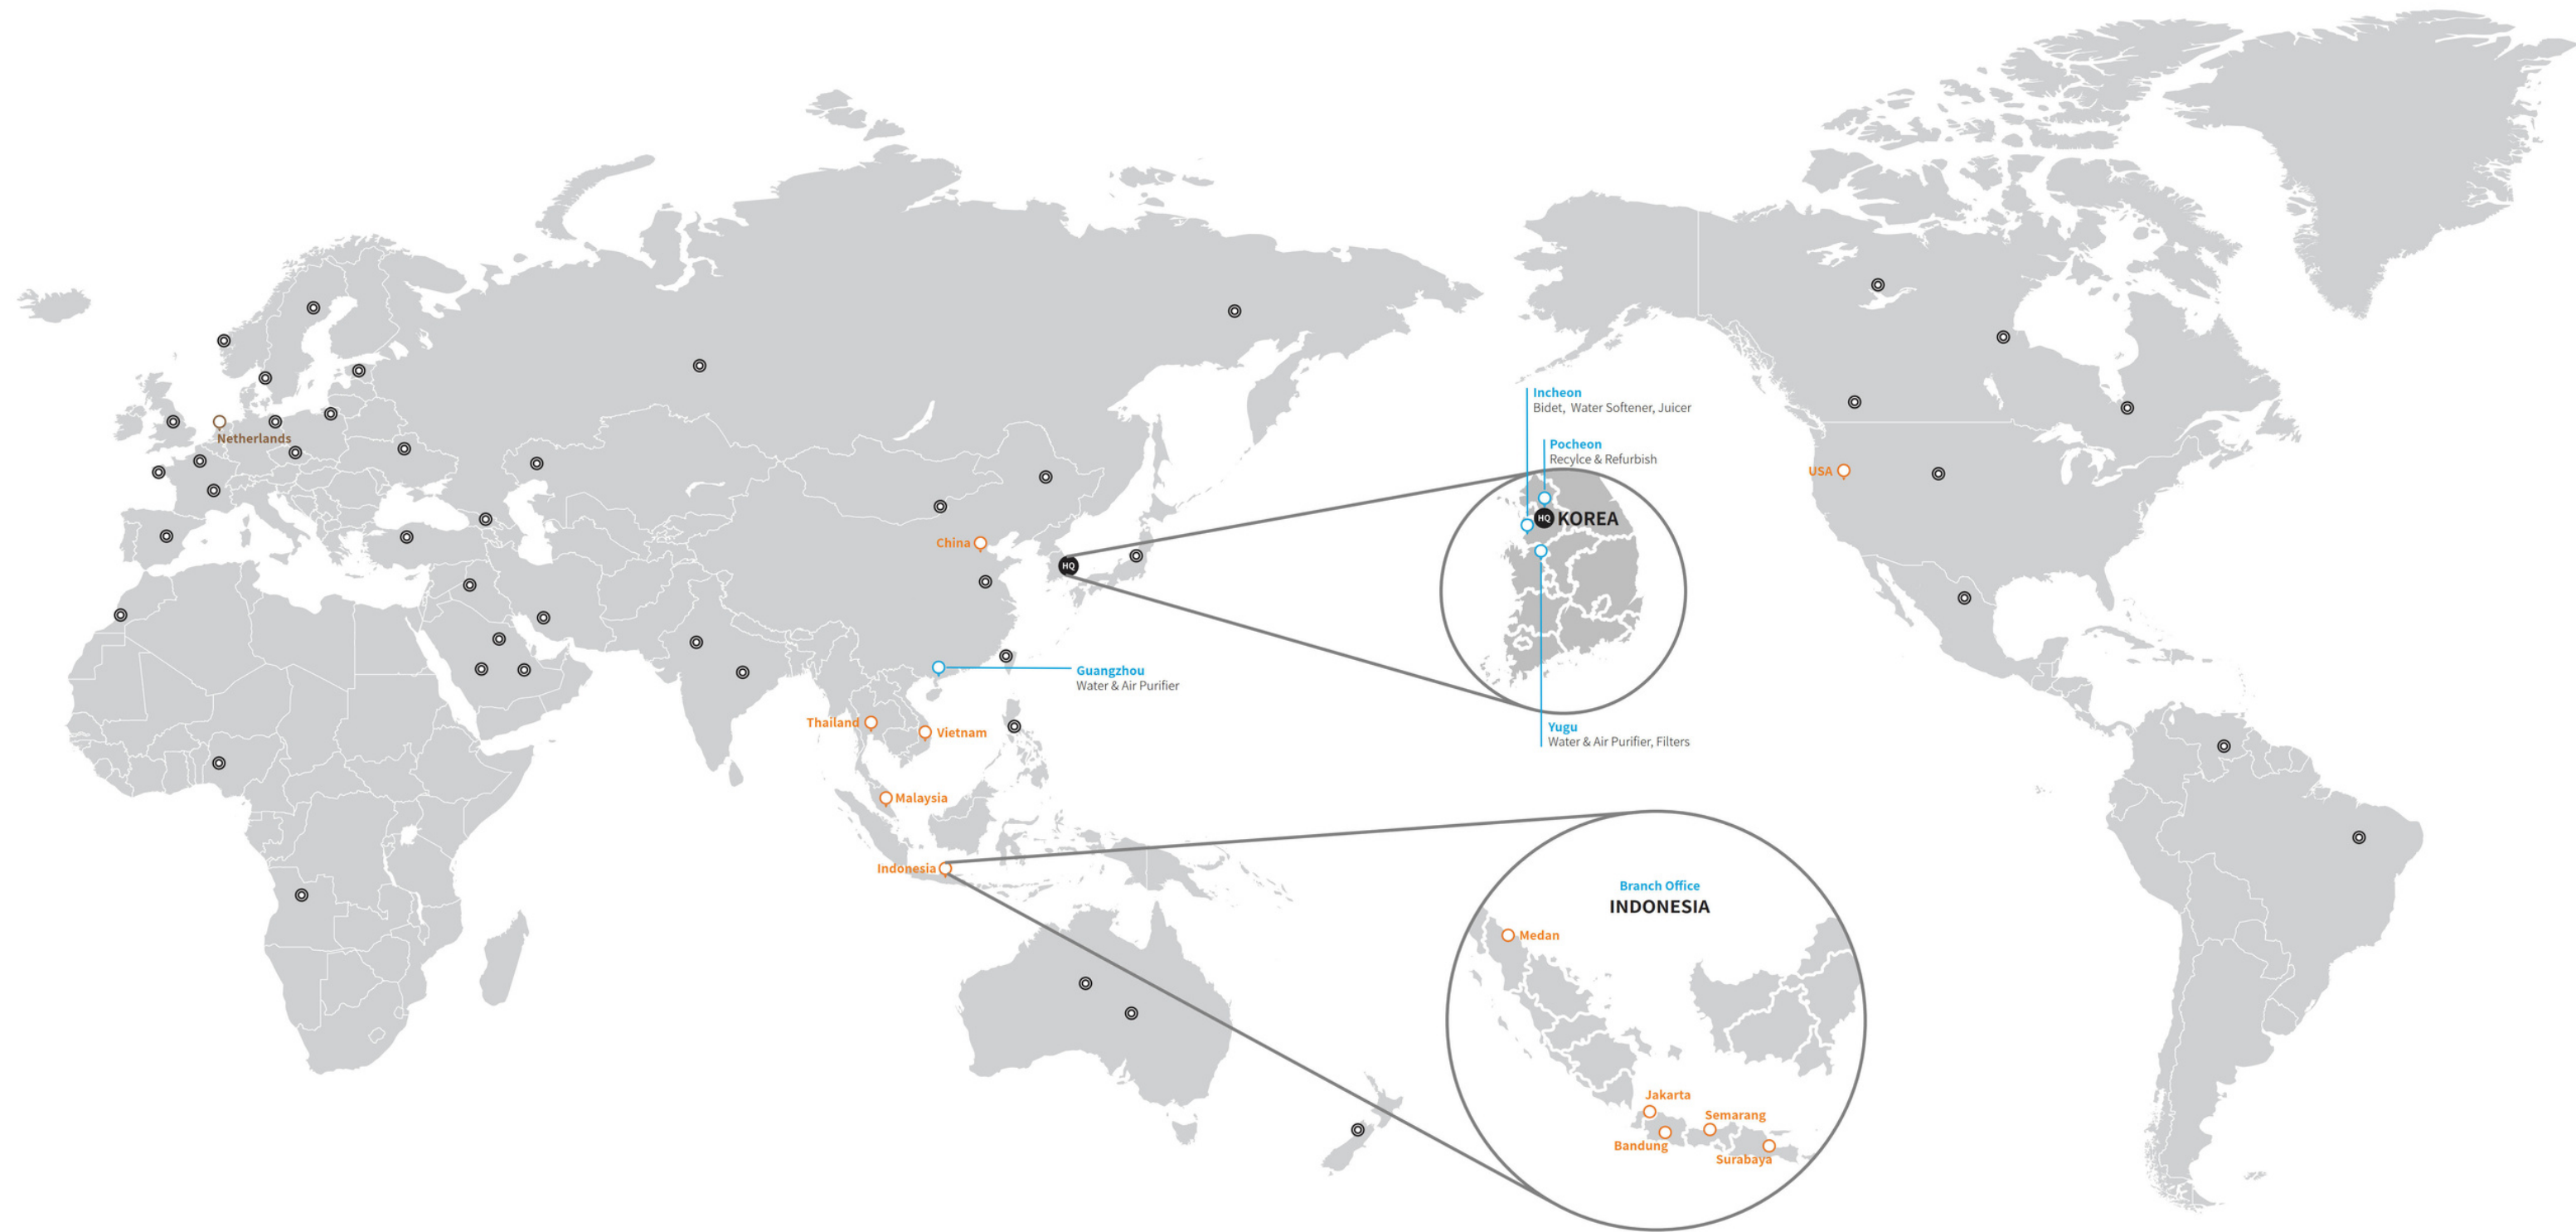 Incheon
Bidet, Water Softener, Juicer
Pocheon
Recylce & Refurbish
Netherlands
USA
HQ KOREA
China
HQ
Guangzhou
Water & Air Purifier
Thailand
Vietnam
Yugu
Water & Air Purifier, Filters
Malaysia
Indonesia
Branch Office
INDONESIA
Medan
Jakarta
Semarang
Bandung
Surabaya